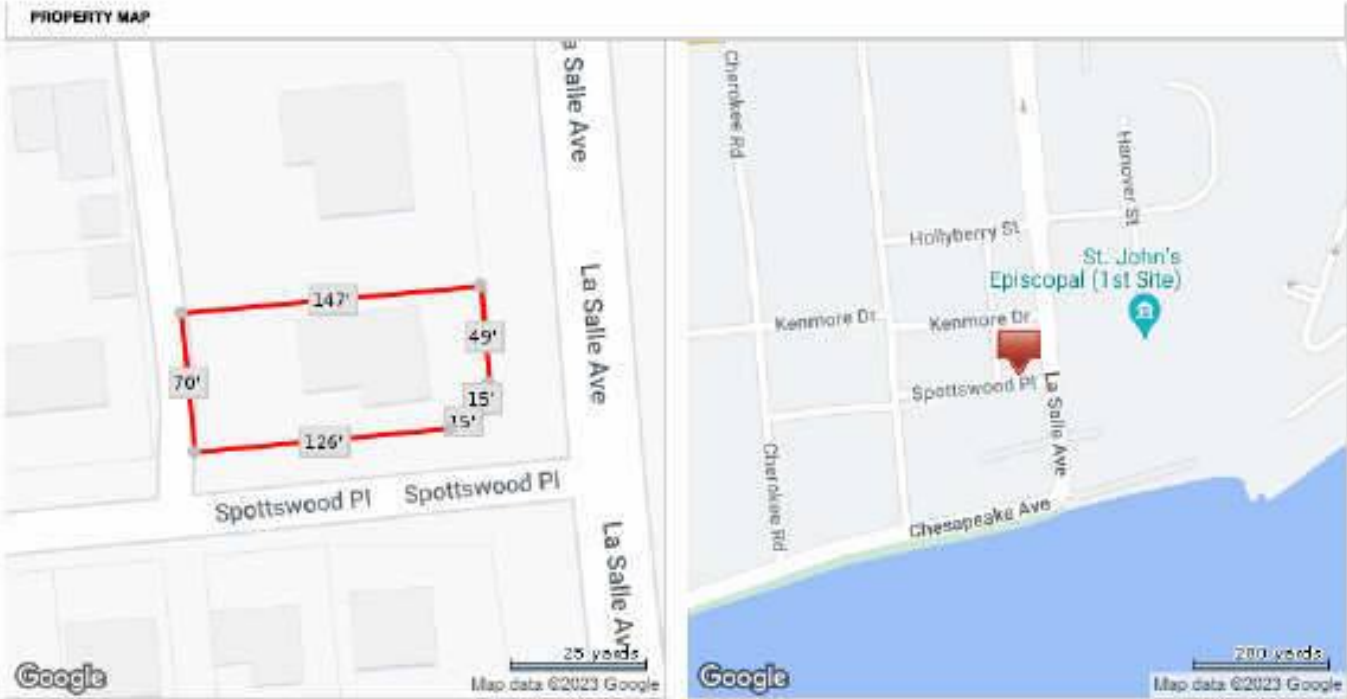 PROPERTY MAP
La Salle Ave
La Salle Ave
La Salle Ave
147'
49'
70'
15'
15'
126'
Spottswood Pl
Spottswood Pl
25 yards
Google
Map data ©2023 Google
Cherokee Rd
Hanover St
Hollyberry St
St. John's
Episcopal (1st Site)
Kenmore Dr
Kenmore Dr
Spottswood Pl
La Salle Ave
Cherokee Rd
Chesapeake Ave
200 yards
Google
Map data ©2023 Google